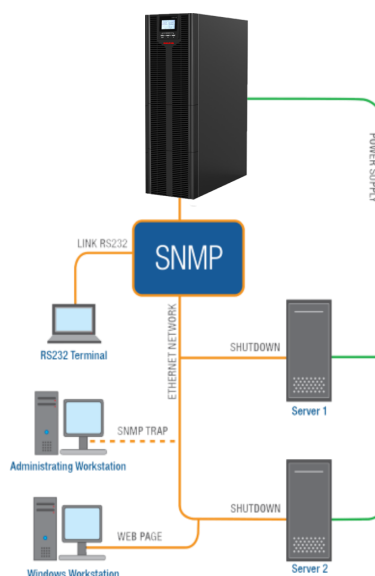 POWER SUPPLY
LINK RS232
SNMP
ETHERNET NETWORK
RS232 Terminal
SHUTDOWN
Server 1
SNMP TRAP
Administrating Workstation
SHUTDOWN
WEB PAGE
Server 2
Windows Workstation